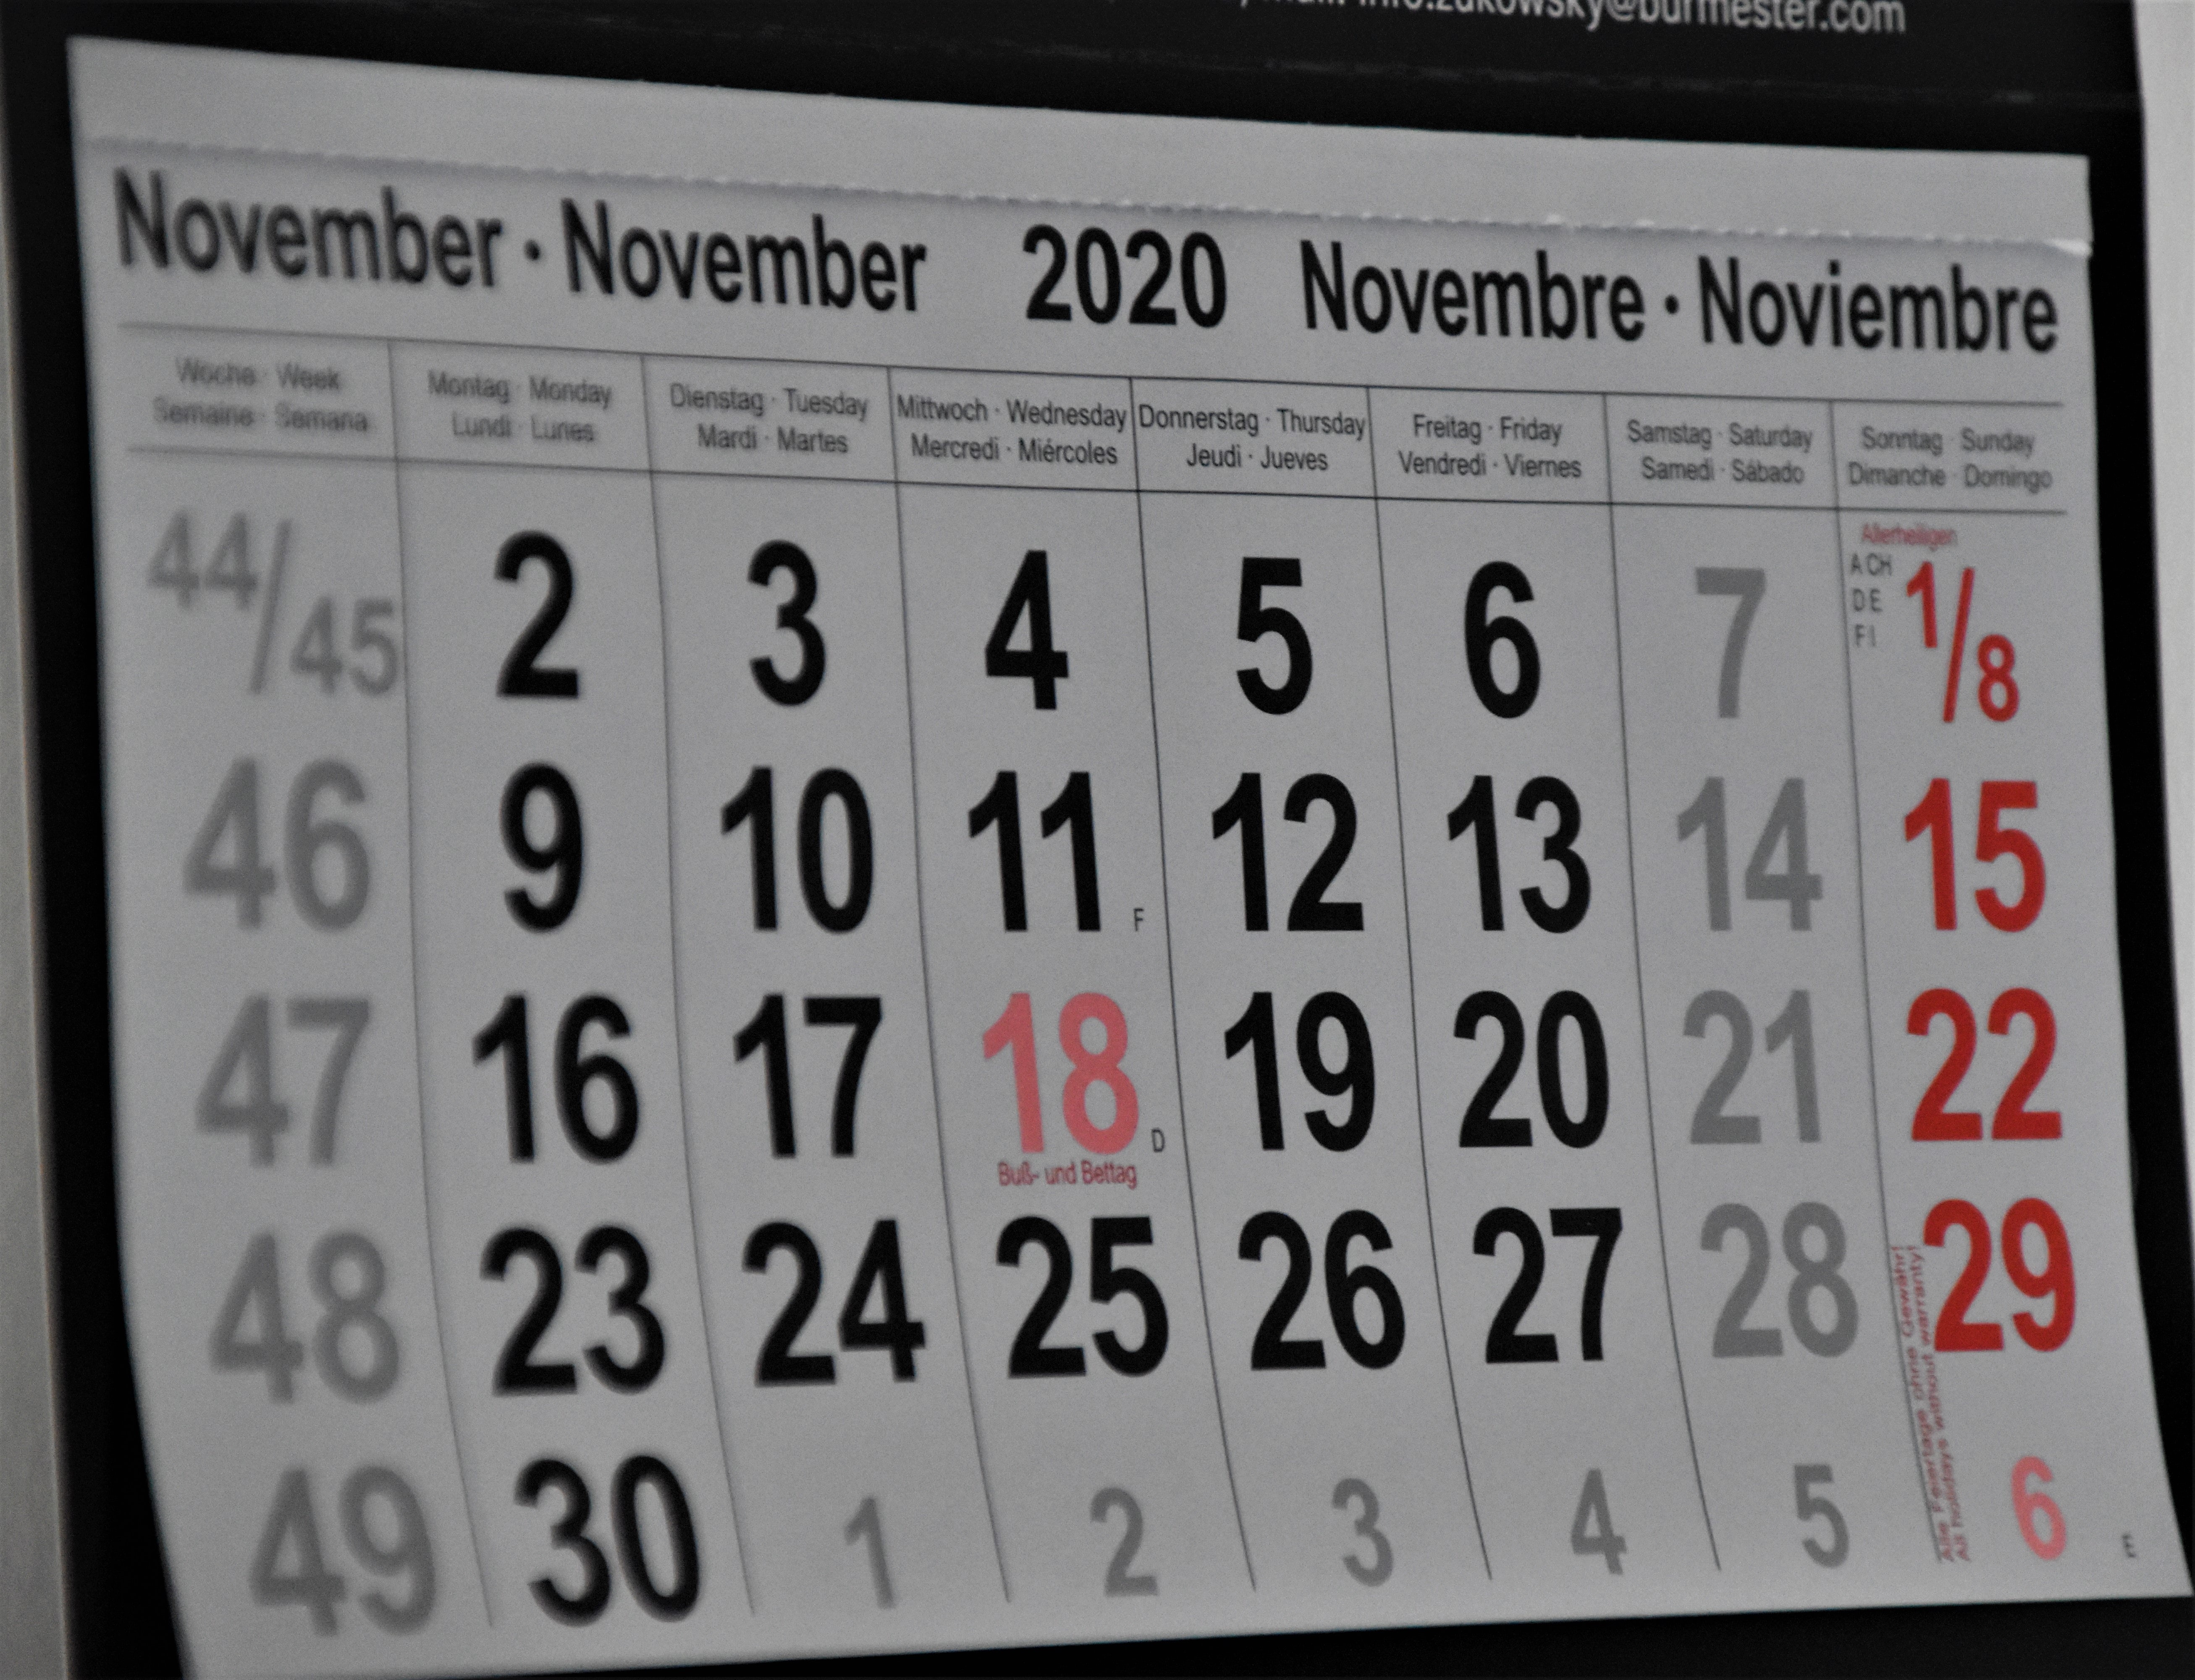 info.zukowsky@burmester.com
November · November 2020 Novembre · Noviembre
Woche · Week Montag · Monday Dienstag · Tuesday Mittwoch · Wednesday Donnerstag · Thursday Freitag · Friday Samstag · Saturday Sonntag · Sunday
Semaine · Semana Lundi · Lunes Mardi · Martes Mercredi · Miércoles Jeudi · Jueves Vendredi · Viernes Samedi · Sábado Dimanche · Domingo
Allerheiligen
A CH
D E
F I
44/45 2 3 4 5 6 7 1/8
46 9 10 11 F 12 13 14 15
47 16 17 18 D 19 20 21 22
Buß- und Bettag
48 23 24 25 26 27 28 29
49 30 1 2 3 4 5 6
Alle Feiertage ohne Gewähr!
All holidays without warranty!
E